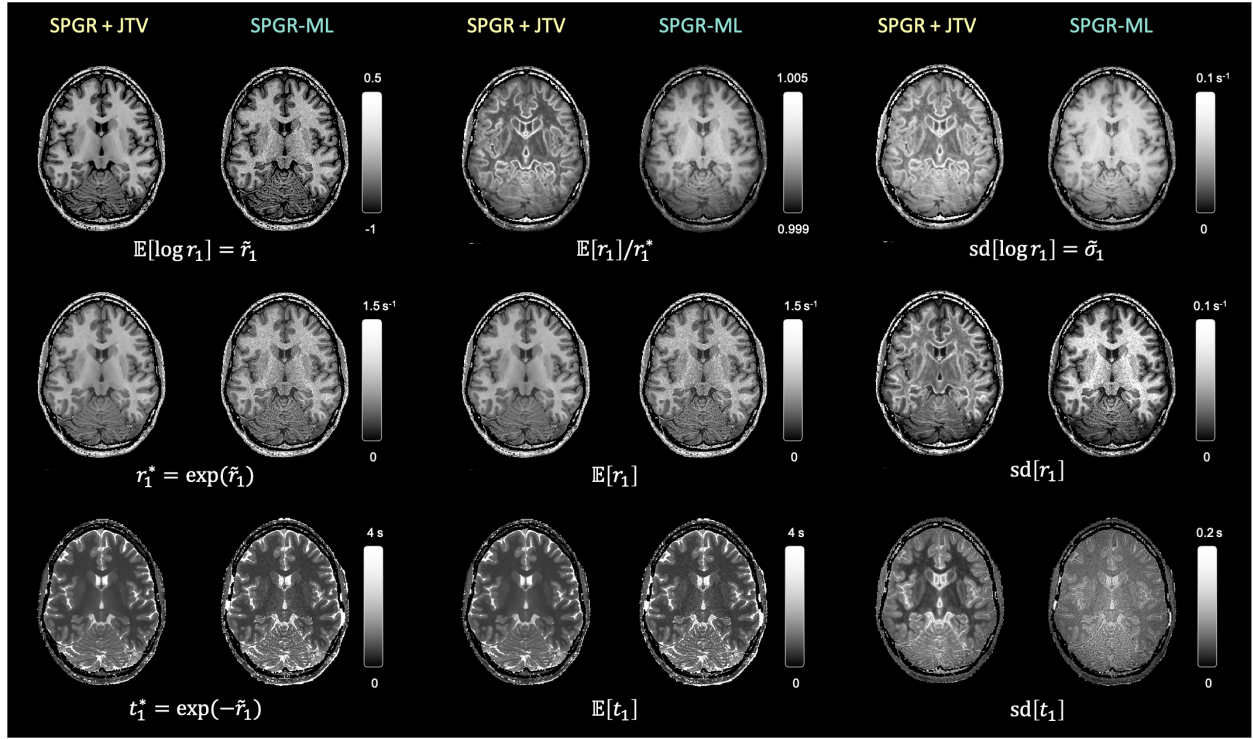 SPGR + JTV SPGR-ML SPGR + JTV SPGR-ML SPGR + JTV SPGR-ML
0.5 1.005 0.1 s⁻¹
-1 0.999 0
𝔼[log r₁] = r̃₁ 𝔼[r₁]/r₁* sd[log r₁] = σ̃₁
1.5 s⁻¹ 1.5 s⁻¹ 0.1 s⁻¹
0 0 0
r₁* = exp(r̃₁) 𝔼[r₁] sd[r₁]
4 s 4 s 0.2 s
0 0 0
t₁* = exp(−r̃₁) 𝔼[t₁] sd[t₁]